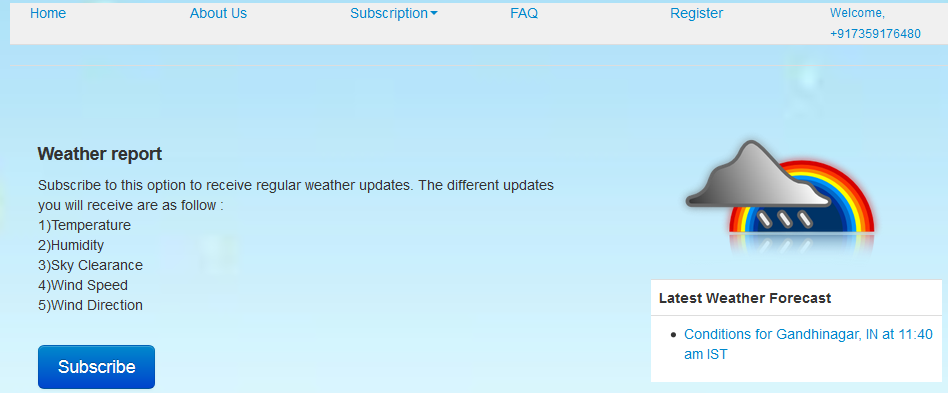 Home
About Us
Subscription
FAQ
Register
Welcome,
+917359176480
Weather report
Subscribe to this option to receive regular weather updates. The different updates
you will receive are as follow :
1)Temperature
2)Humidity
3)Sky Clearance
4)Wind Speed
5)Wind Direction
Subscribe
Latest Weather Forecast
Conditions for Gandhinagar, IN at 11:40
am IST